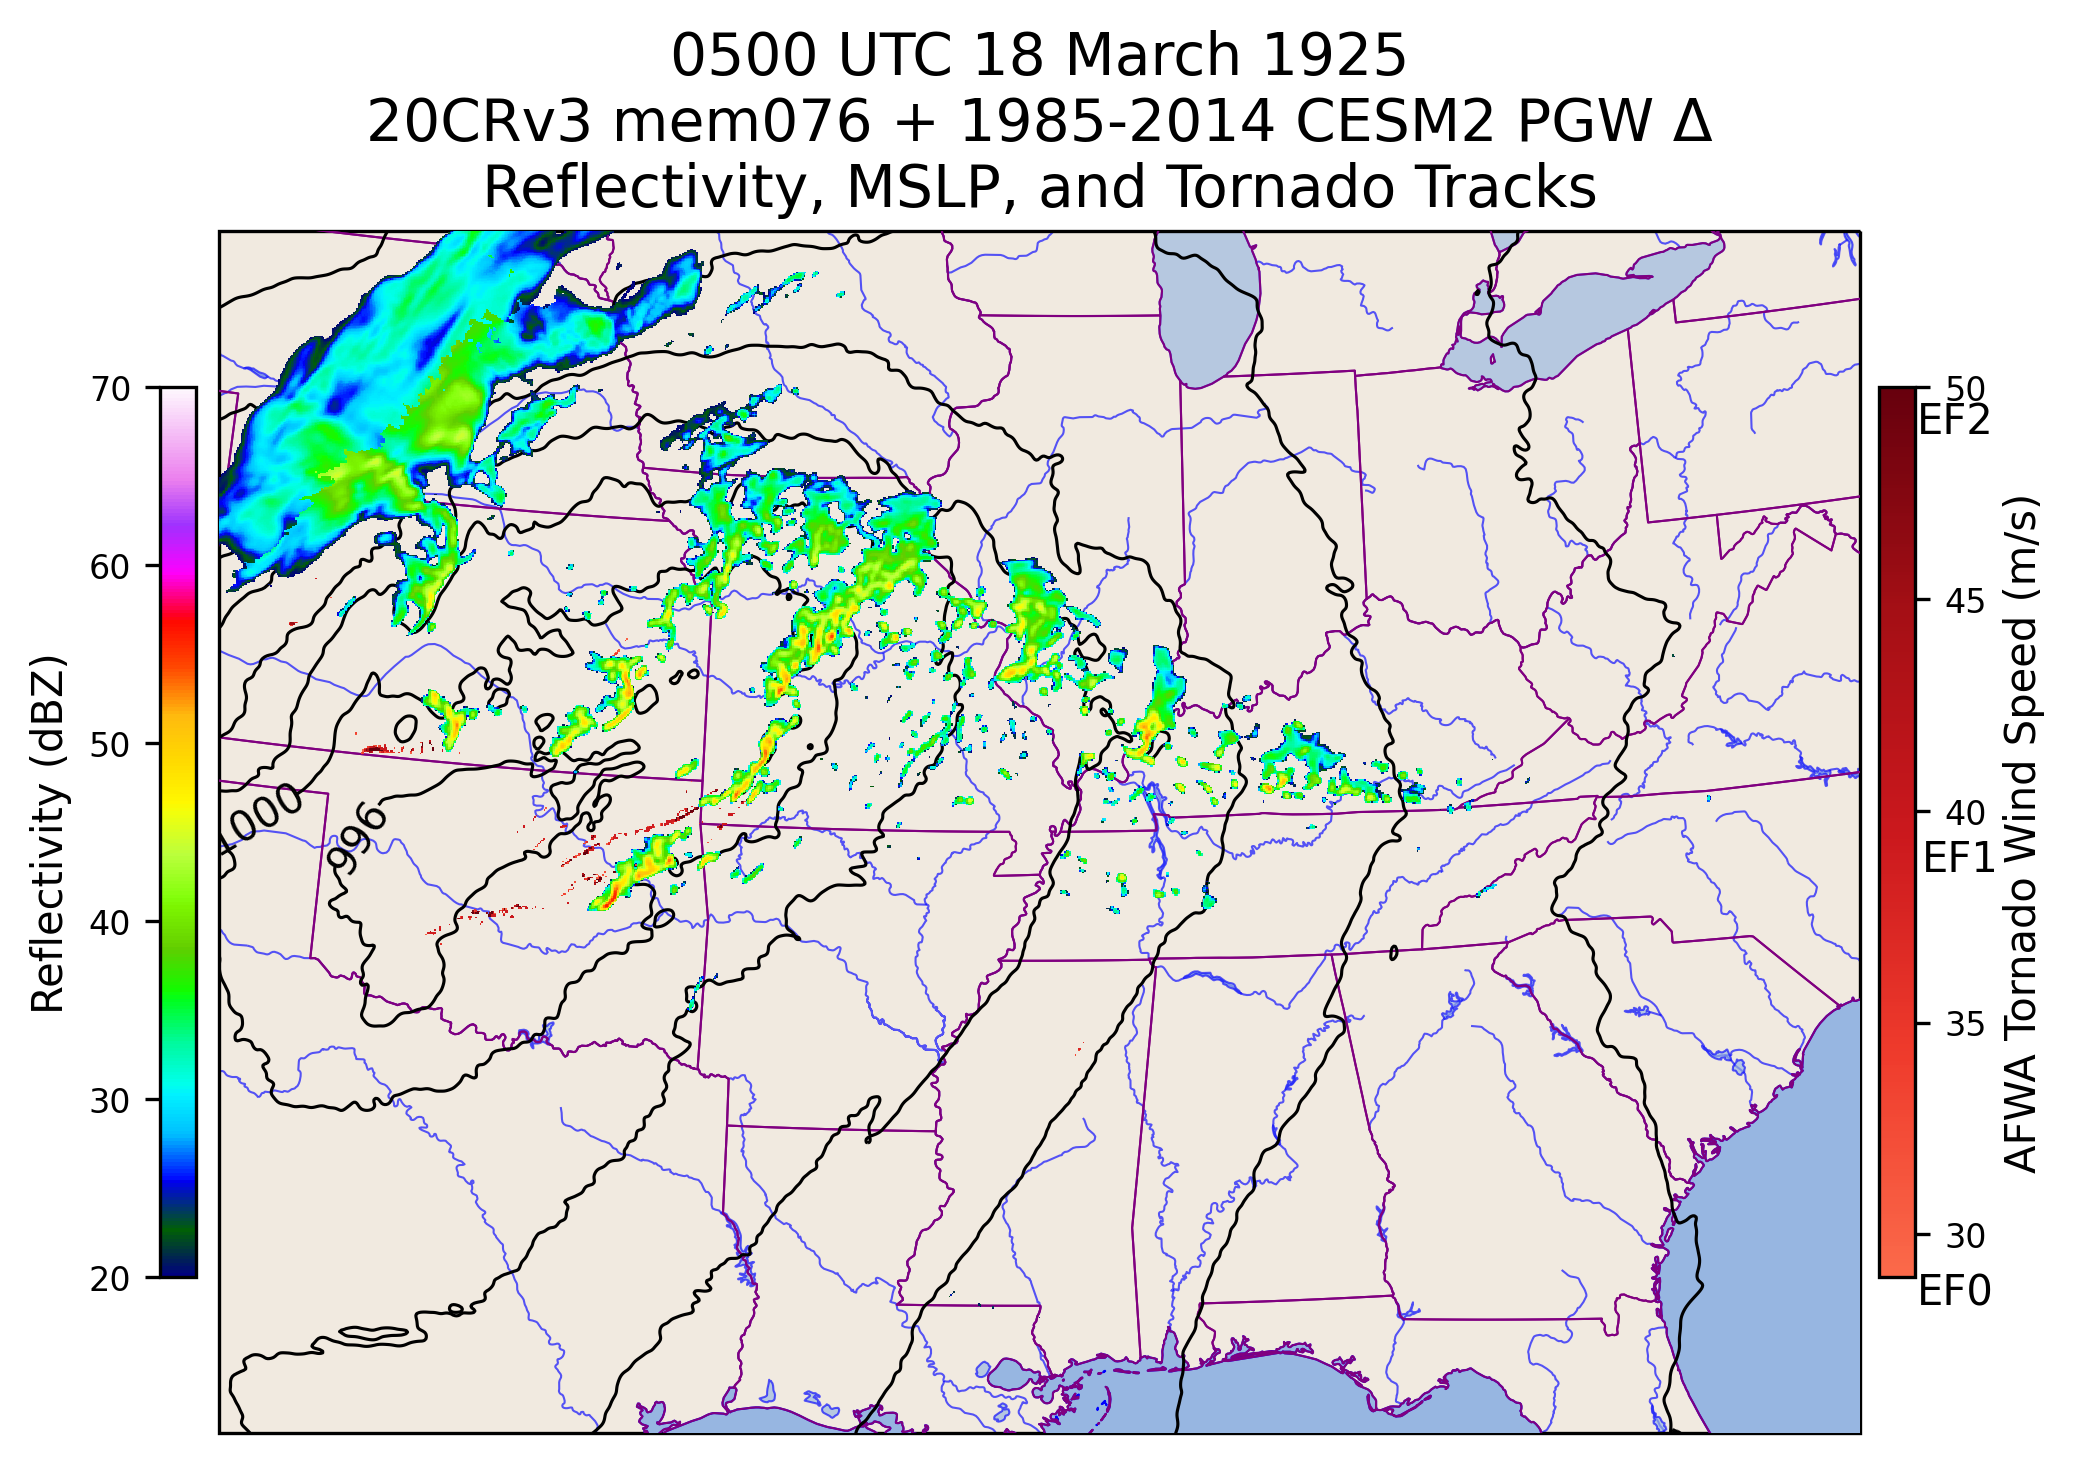 0500 UTC 18 March 1925
20CRv3 mem076 + 1985-2014 CESM2 PGW Δ
Reflectivity, MSLP, and Tornado Tracks
Reflectivity (dBZ)
70
60
50
40
30
20
1000
996
50
EF2
45
40
EF1
35
30
EF0
AFWA Tornado Wind Speed (m/s)